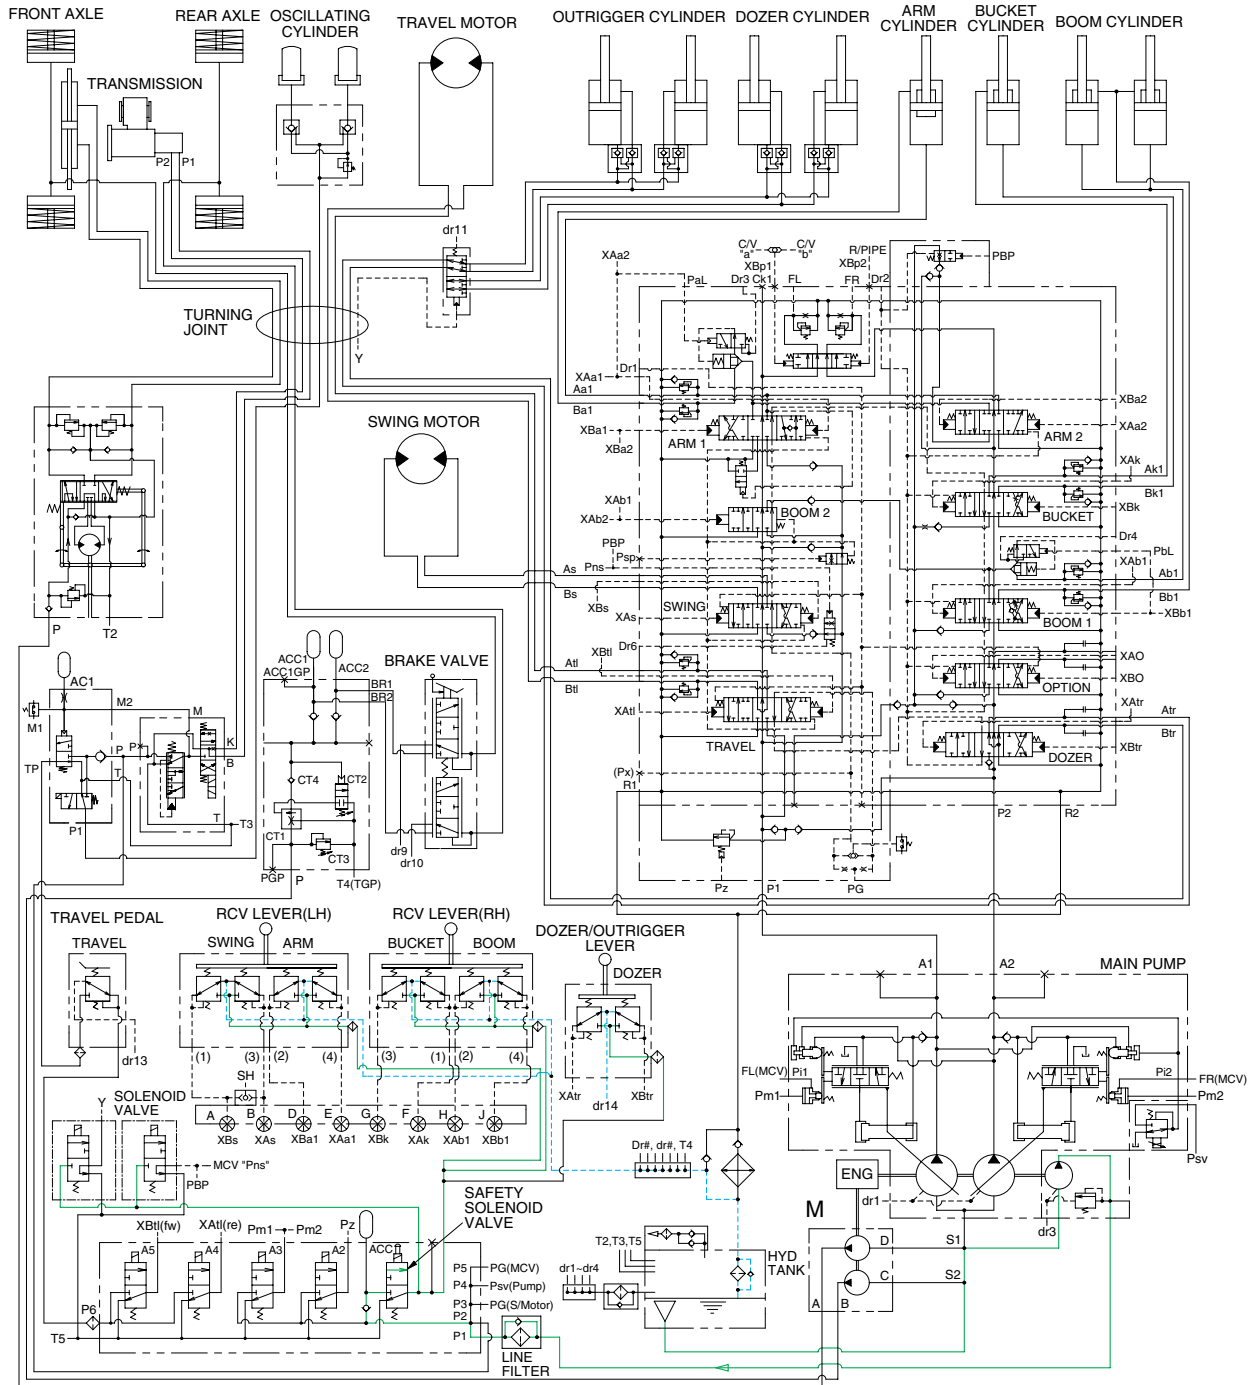 FRONT AXLE
REAR AXLE
OSCILLATING
CYLINDER
TRAVEL MOTOR
OUTRIGGER CYLINDER
DOZER CYLINDER
ARM
CYLINDER
BUCKET
CYLINDER
BOOM CYLINDER
TRANSMISSION
P2
P1
dr11
TURNING
JOINT
Y
XAa2
C/V
"a"
C/V
"b"
R/PIPE
XBp1
XBp2
PBP
PaL
Dr3
Ck1
FL
FR
Dr2
Dr1
XAa1
Aa1
Ba1
XBa1
XBa2
ARM 1
XBa2
XAa2
ARM 2
SWING MOTOR
XAk
Ak1
Bk1
XBk
BUCKET
XAb1
XAb2
BOOM 2
PBP
Psp
Pns
Dr4
PbL
XAb1
Ab1
As
Bs
XBs
XAs
SWING
Bb1
XBb1
BOOM 1
P
T2
Dr6
XBtl
Atl
Btl
XAtl
TRAVEL
XAO
XBO
OPTION
XAtr
Atr
Btr
XBtr
DOZER
ACC1
ACC1GP
ACC2
BRAKE VALVE
BR1
BR2
AC1
M2
M
M1
K
B
P
P
TP
T
P1
T
T3
CT4
CT2
CT1
CT3
PGP
P
T4(TGP)
dr9
dr10
(Px)
R1
P2
R2
Pz
P1
PG
TRAVEL PEDAL
TRAVEL
dr13
RCV LEVER(LH)
SWING
ARM
RCV LEVER(RH)
BUCKET
BOOM
DOZER/OUTRIGGER
LEVER
DOZER
(1)
(3)
(2)
(4)
(3)
(1)
(2)
(4)
SH
A
B
D
E
G
F
H
J
XBs
XAs
XBa1
XAa1
XBk
XAk
XAb1
XBb1
XAtr
XBtr
dr14
A1
A2
MAIN PUMP
FL(MCV)
Pi1
Pm1
Pi2
FR(MCV)
Pm2
Psv
ENG
dr1
dr3
M
D
S1
C
S2
A
B
Y
SOLENOID
VALVE
MCV "Pns"
PBP
Dr#, dr#, T4
SAFETY
SOLENOID
VALVE
XBtl(fw)
XAtl(re)
Pm1
Pm2
Pz
A5
A4
A3
A2
P5
PG(MCV)
P4
Psv(Pump)
P3
PG(S/Motor)
P2
P1
P6
T5
LINE
FILTER
T2,T3,T5
dr1~dr4
HYD
TANK